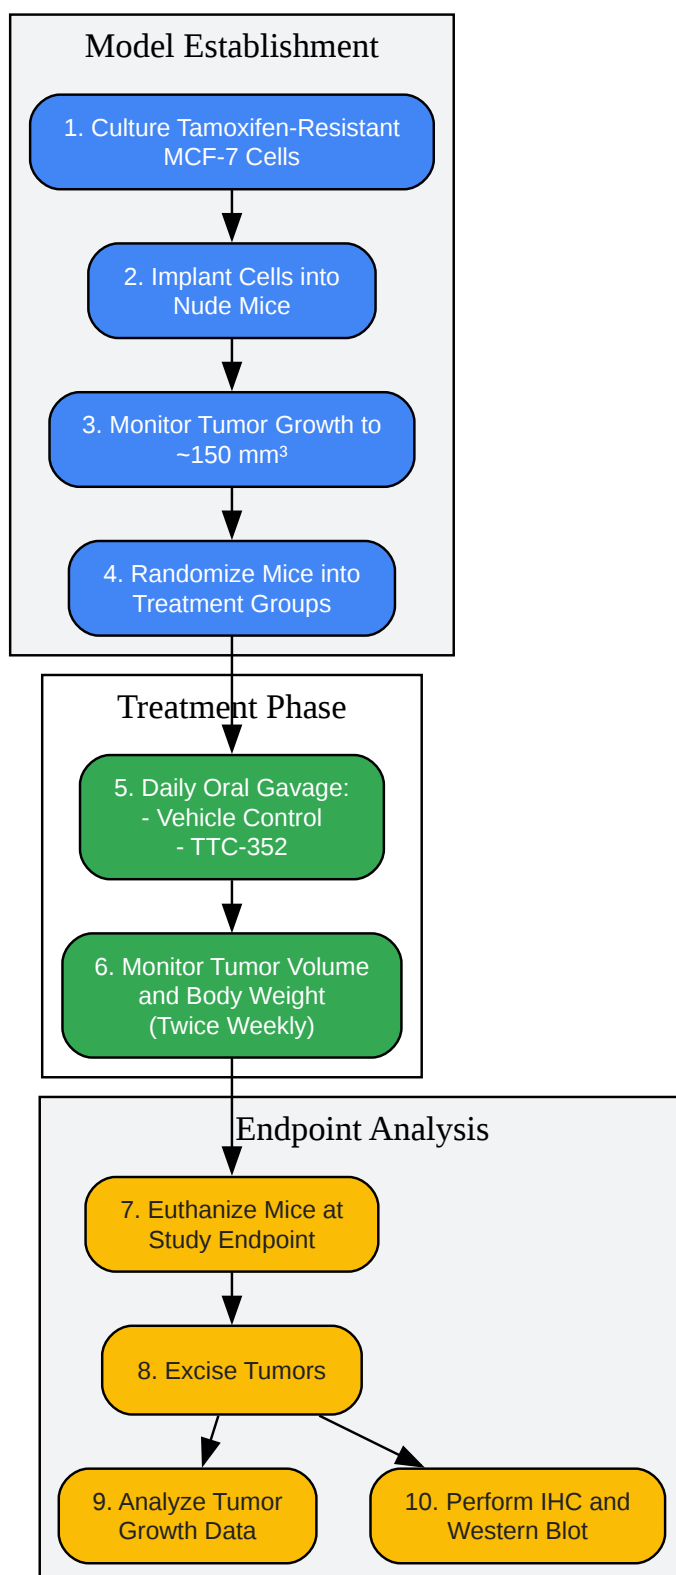 Model Establishment
1. Culture Tamoxifen-Resistant
MCF-7 Cells
2. Implant Cells into
Nude Mice
3. Monitor Tumor Growth to
~150 mm³
4. Randomize Mice into
Treatment Groups
Treatment Phase
5. Daily Oral Gavage:
- Vehicle Control
- TTC-352
6. Monitor Tumor Volume
and Body Weight
(Twice Weekly)
Endpoint Analysis
7. Euthanize Mice at
Study Endpoint
8. Excise Tumors
9. Analyze Tumor
Growth Data
10. Perform IHC and
Western Blot